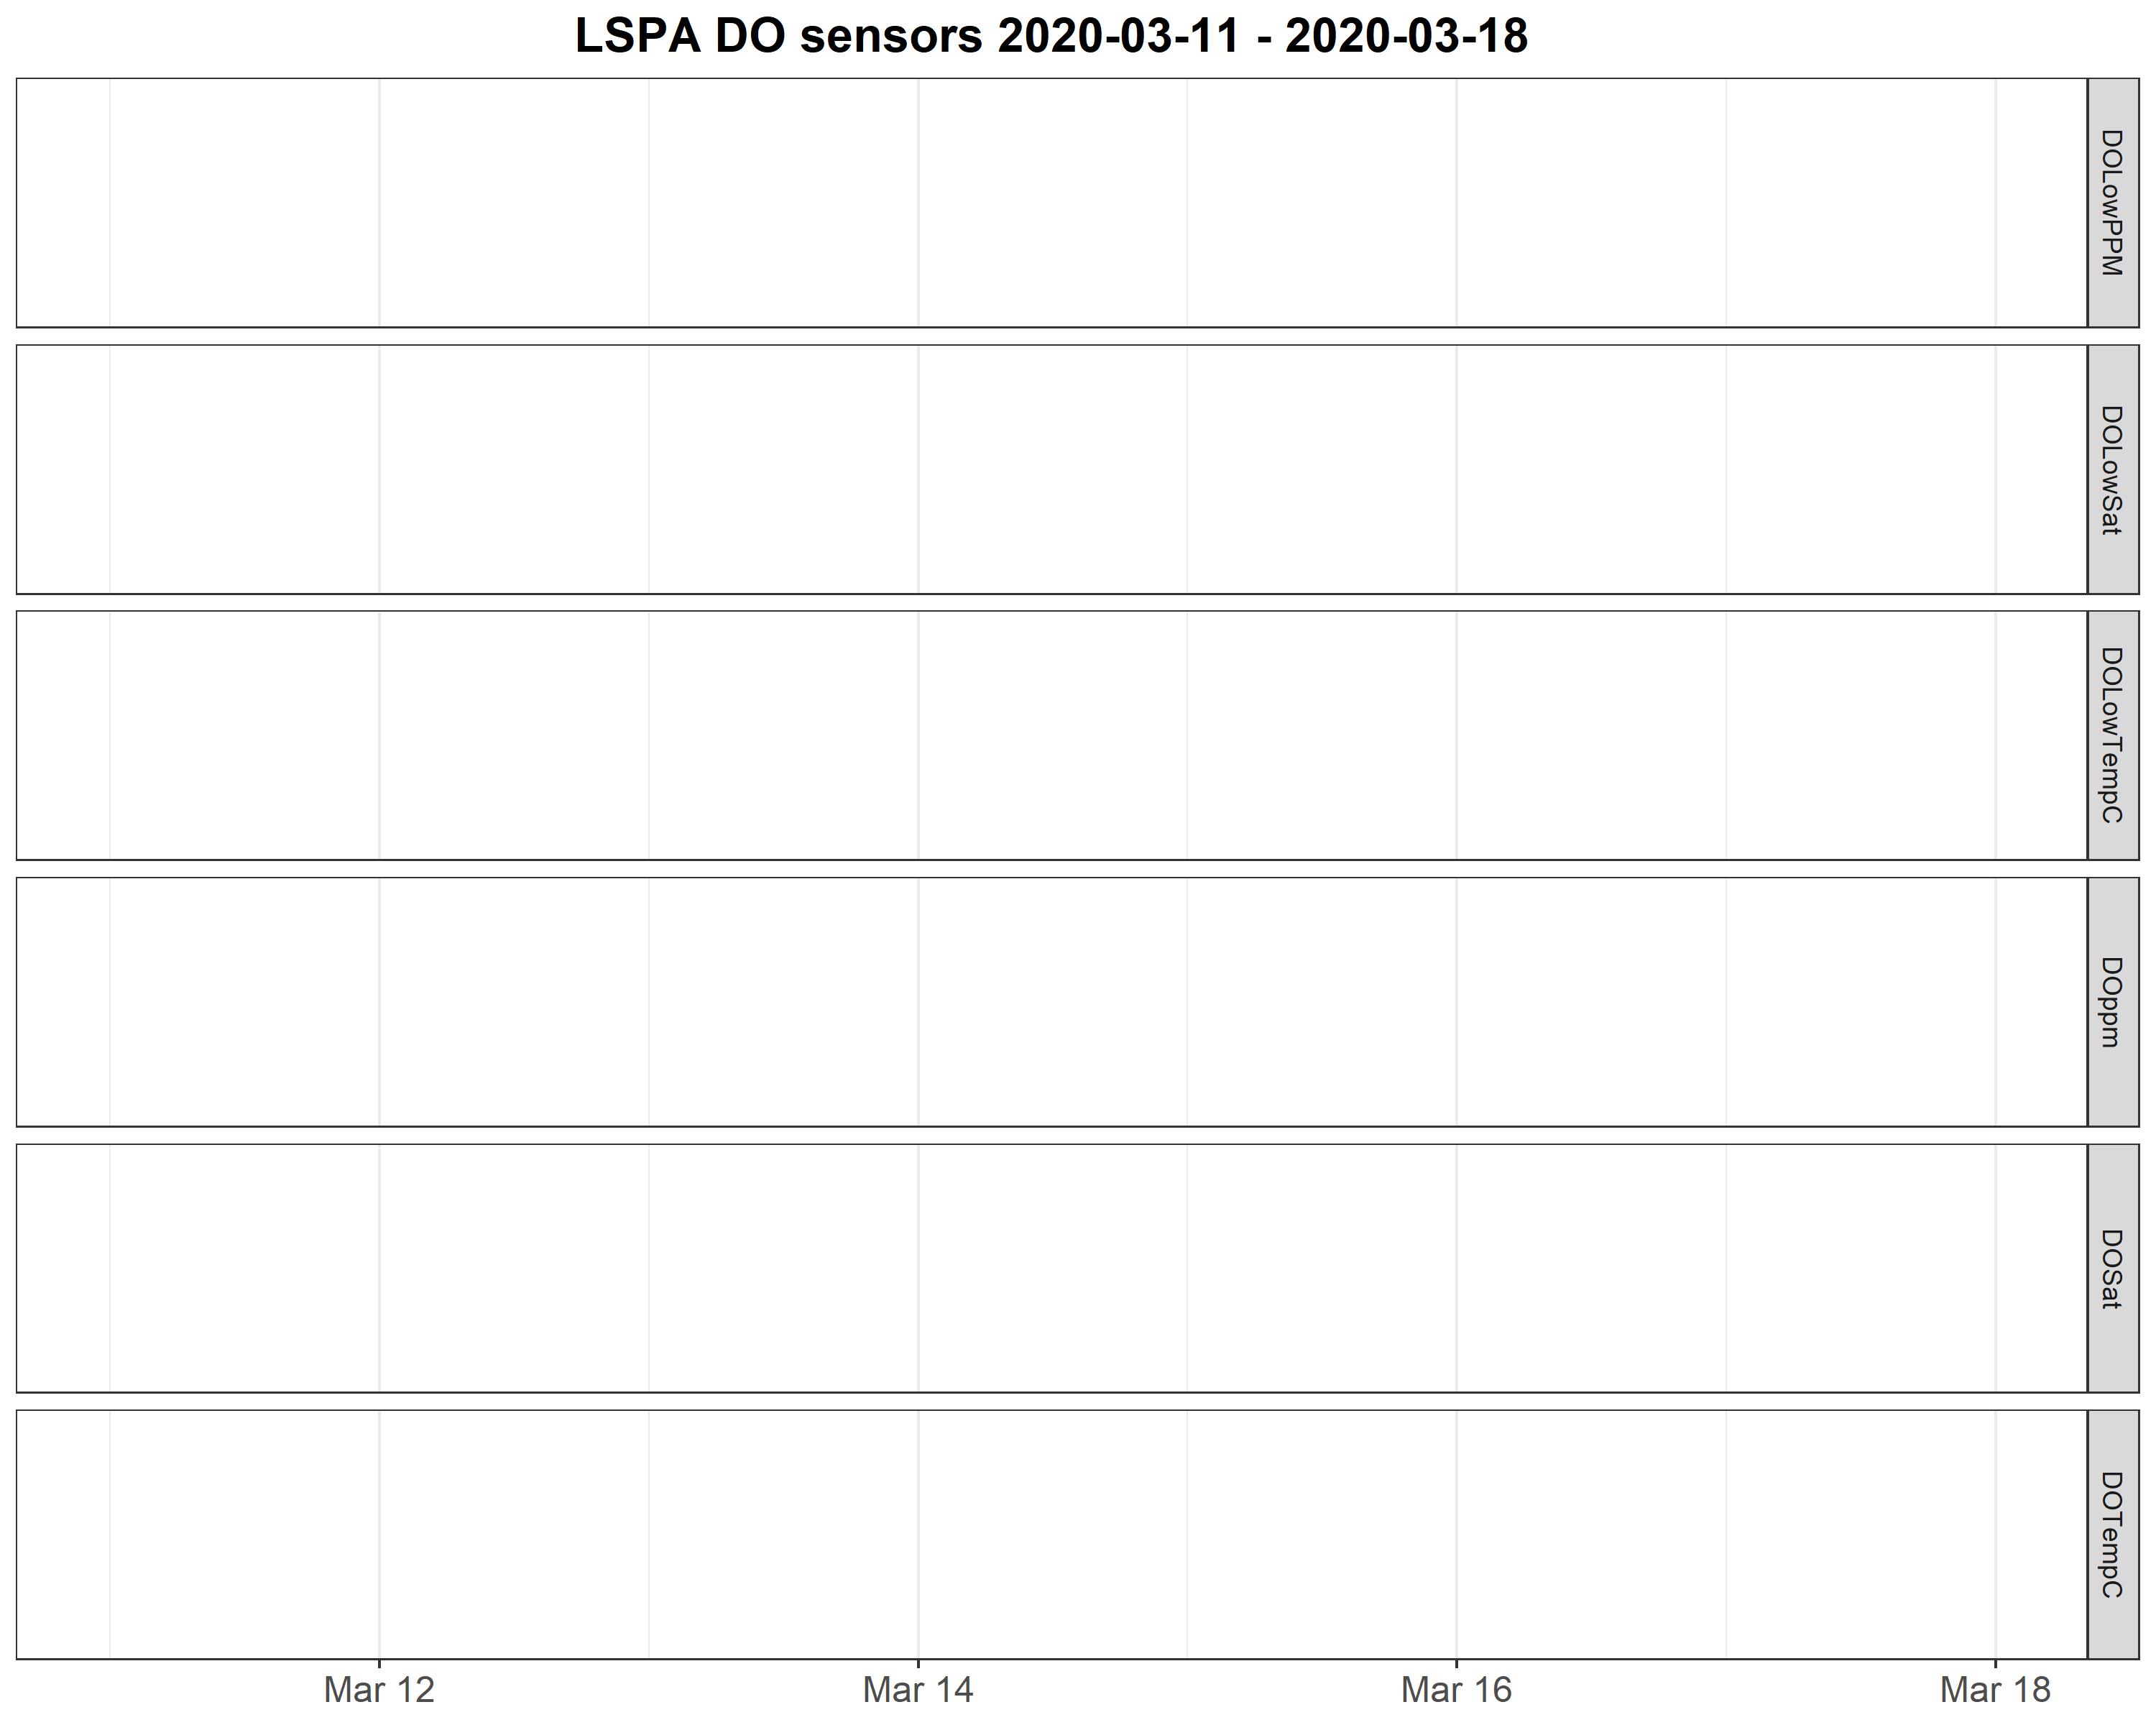 LSPA DO sensors 2020-03-11 - 2020-03-18
DOLowPPM
DOLowSat
DOLowTempC
DOppm
DOSat
DOTempC
Mar 12 Mar 14 Mar 16 Mar 18